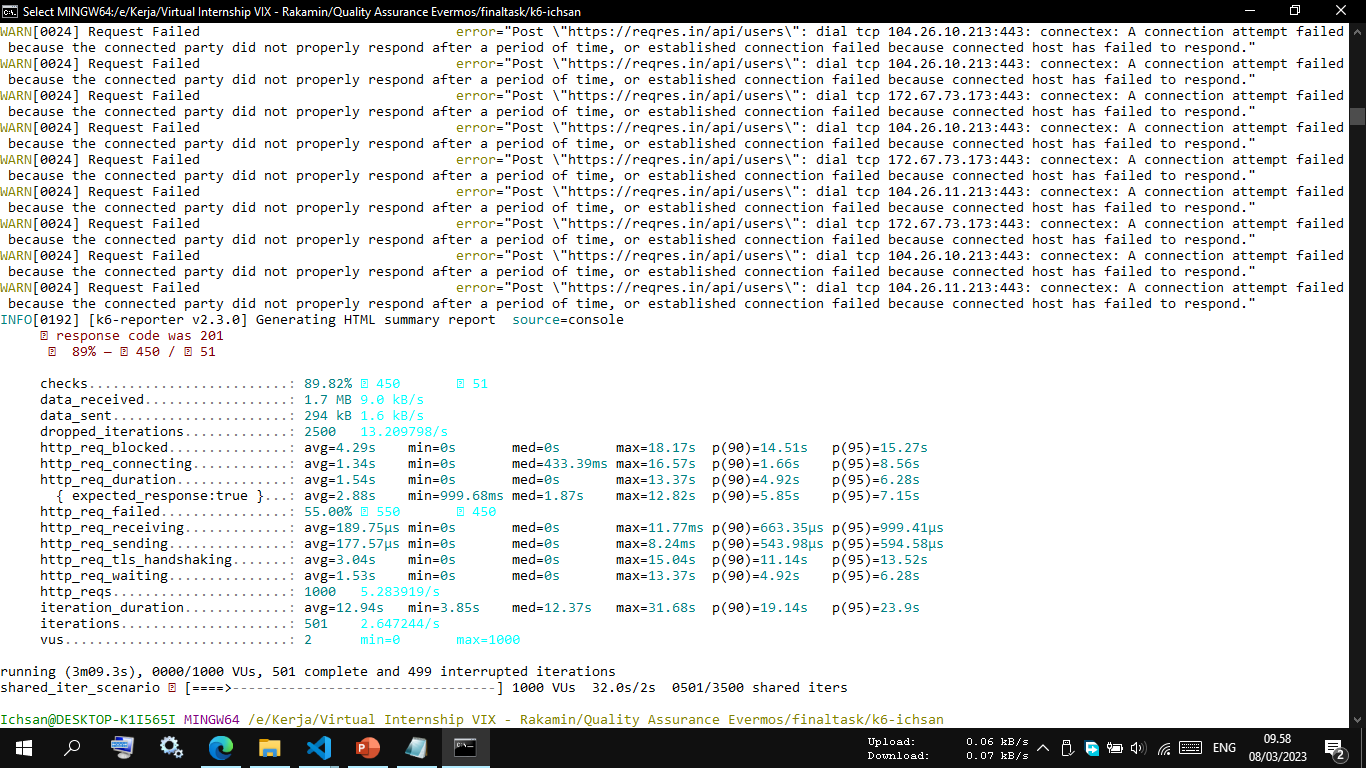 Select MINGW64:/e/Kerja/Virtual Internship VIX - Rakamin/Quality Assurance Evermos/finaltask/k6-ichsan
WARN[0024] Request Failed error="Post \"https://reqres.in/api/users\": dial tcp 104.26.10.213:443: connectex: A connection attempt failed
because the connected party did not properly respond after a period of time, or established connection failed because connected host has failed to respond."
WARN[0024] Request Failed error="Post \"https://reqres.in/api/users\": dial tcp 104.26.10.213:443: connectex: A connection attempt failed
because the connected party did not properly respond after a period of time, or established connection failed because connected host has failed to respond."
WARN[0024] Request Failed error="Post \"https://reqres.in/api/users\": dial tcp 172.67.73.173:443: connectex: A connection attempt failed
because the connected party did not properly respond after a period of time, or established connection failed because connected host has failed to respond."
WARN[0024] Request Failed error="Post \"https://reqres.in/api/users\": dial tcp 104.26.10.213:443: connectex: A connection attempt failed
because the connected party did not properly respond after a period of time, or established connection failed because connected host has failed to respond."
WARN[0024] Request Failed error="Post \"https://reqres.in/api/users\": dial tcp 172.67.73.173:443: connectex: A connection attempt failed
because the connected party did not properly respond after a period of time, or established connection failed because connected host has failed to respond."
WARN[0024] Request Failed error="Post \"https://reqres.in/api/users\": dial tcp 104.26.11.213:443: connectex: A connection attempt failed
because the connected party did not properly respond after a period of time, or established connection failed because connected host has failed to respond."
WARN[0024] Request Failed error="Post \"https://reqres.in/api/users\": dial tcp 172.67.73.173:443: connectex: A connection attempt failed
because the connected party did not properly respond after a period of time, or established connection failed because connected host has failed to respond."
WARN[0024] Request Failed error="Post \"https://reqres.in/api/users\": dial tcp 104.26.10.213:443: connectex: A connection attempt failed
because the connected party did not properly respond after a period of time, or established connection failed because connected host has failed to respond."
WARN[0024] Request Failed error="Post \"https://reqres.in/api/users\": dial tcp 104.26.11.213:443: connectex: A connection attempt failed
because the connected party did not properly respond after a period of time, or established connection failed because connected host has failed to respond."
INFO[0192] [k6-reporter v2.3.0] Generating HTML summary report source=console
response code was 201
89% — 450 / 51
checks.........................: 89.82% 450 51
data_received..................: 1.7 MB 9.0 kB/s
data_sent......................: 294 kB 1.6 kB/s
dropped_iterations.............: 2500 13.209798/s
http_req_blocked...............: avg=4.29s min=0s med=0s max=18.17s p(90)=14.51s p(95)=15.27s
http_req_connecting............: avg=1.34s min=0s med=433.39ms max=16.57s p(90)=1.66s p(95)=8.56s
http_req_duration..............: avg=1.54s min=0s med=0s max=13.37s p(90)=4.92s p(95)=6.28s
{ expected_response:true }...: avg=2.88s min=999.68ms med=1.87s max=12.82s p(90)=5.85s p(95)=7.15s
http_req_failed................: 55.00% 550 450
http_req_receiving.............: avg=189.75µs min=0s med=0s max=11.77ms p(90)=663.35µs p(95)=999.41µs
http_req_sending...............: avg=177.57µs min=0s med=0s max=8.24ms p(90)=543.98µs p(95)=594.58µs
http_req_tls_handshaking.......: avg=3.04s min=0s med=0s max=15.04s p(90)=11.14s p(95)=13.52s
http_req_waiting...............: avg=1.53s min=0s med=0s max=13.37s p(90)=4.92s p(95)=6.28s
http_reqs......................: 1000 5.283919/s
iteration_duration.............: avg=12.94s min=3.85s med=12.37s max=31.68s p(90)=19.14s p(95)=23.9s
iterations.....................: 501 2.647244/s
vus............................: 2 min=0 max=1000
running (3m09.3s), 0000/1000 VUs, 501 complete and 499 interrupted iterations
shared_iter_scenario [====>---------------------------------] 1000 VUs 32.0s/2s 0501/3500 shared iters
Ichsan@DESKTOP-K1I565I MINGW64 /e/Kerja/Virtual Internship VIX - Rakamin/Quality Assurance Evermos/finaltask/k6-ichsan
Upload: 0.06 kB/s
Download: 0.07 kB/s
ENG
09.58
08/03/2023
2